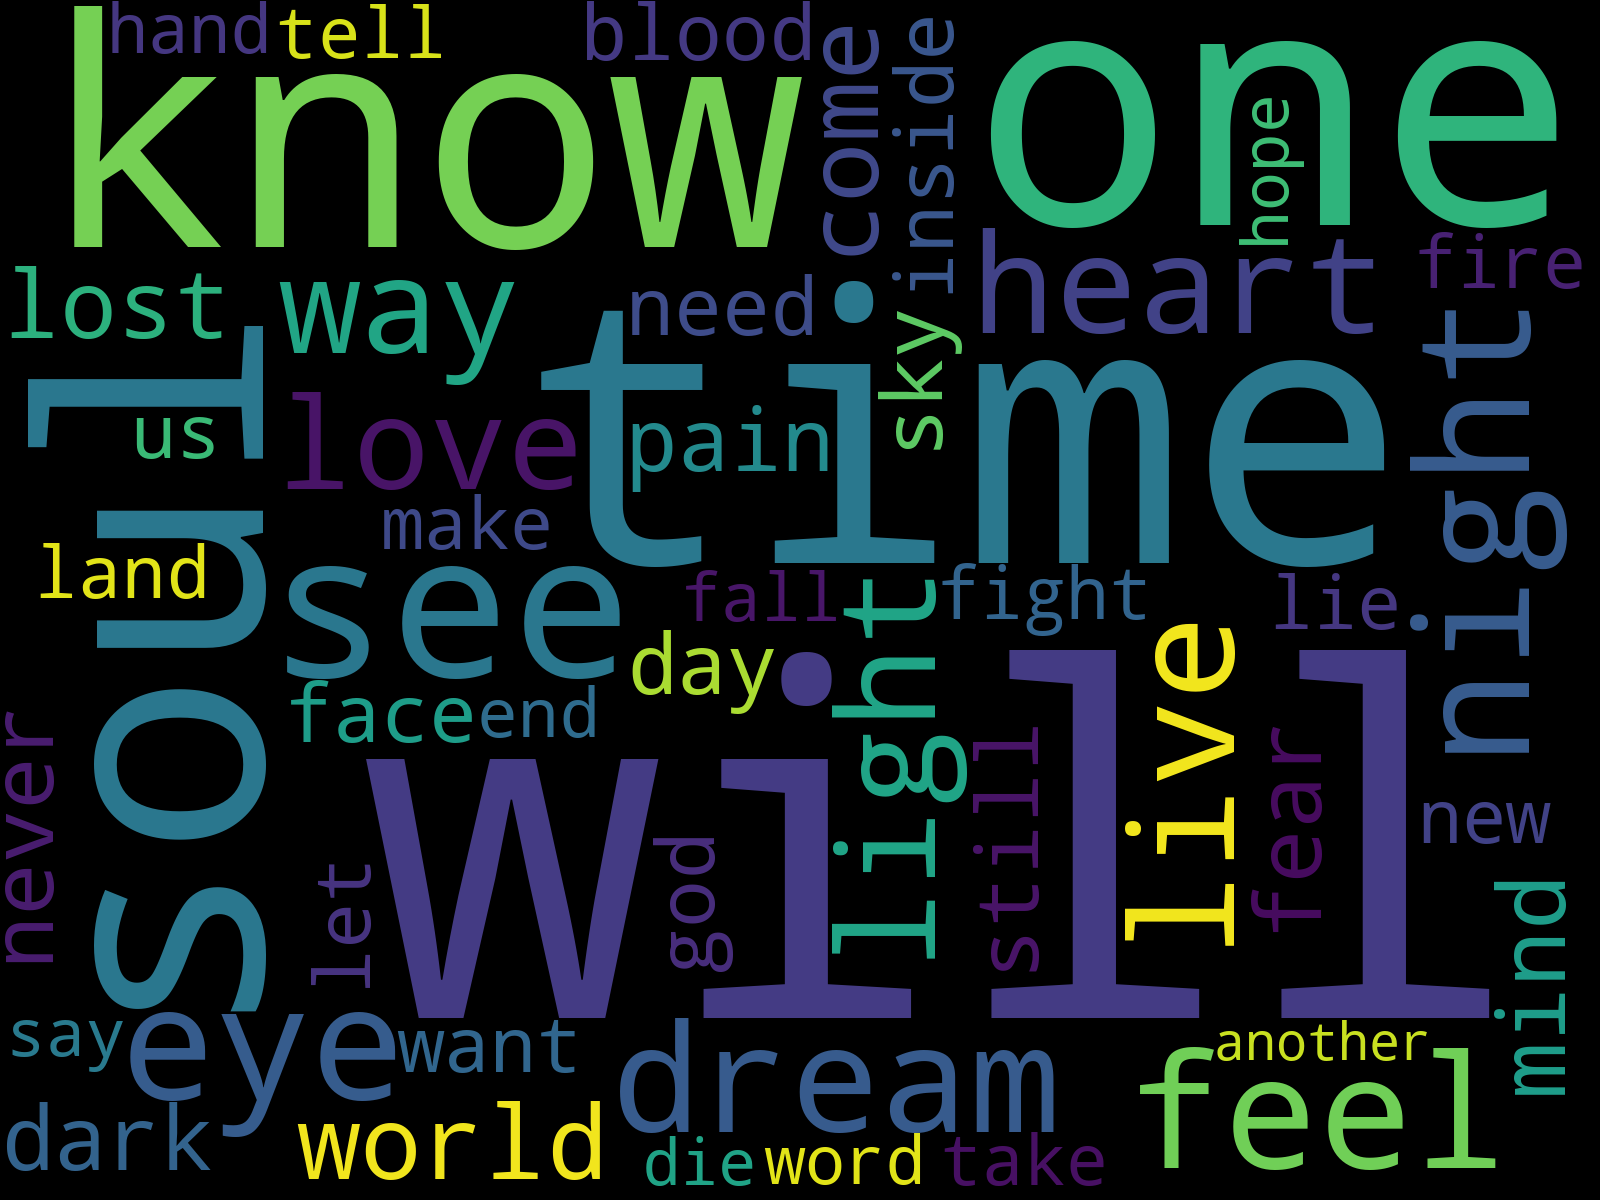 hand tell blood
know one
come inside hope
lost way need heart fire
soul time sky night
us love pain
make
land see fall fight lie
day light live
face end
never will still fear new
let god mind
say eye want dream another
feel
dark world die word take